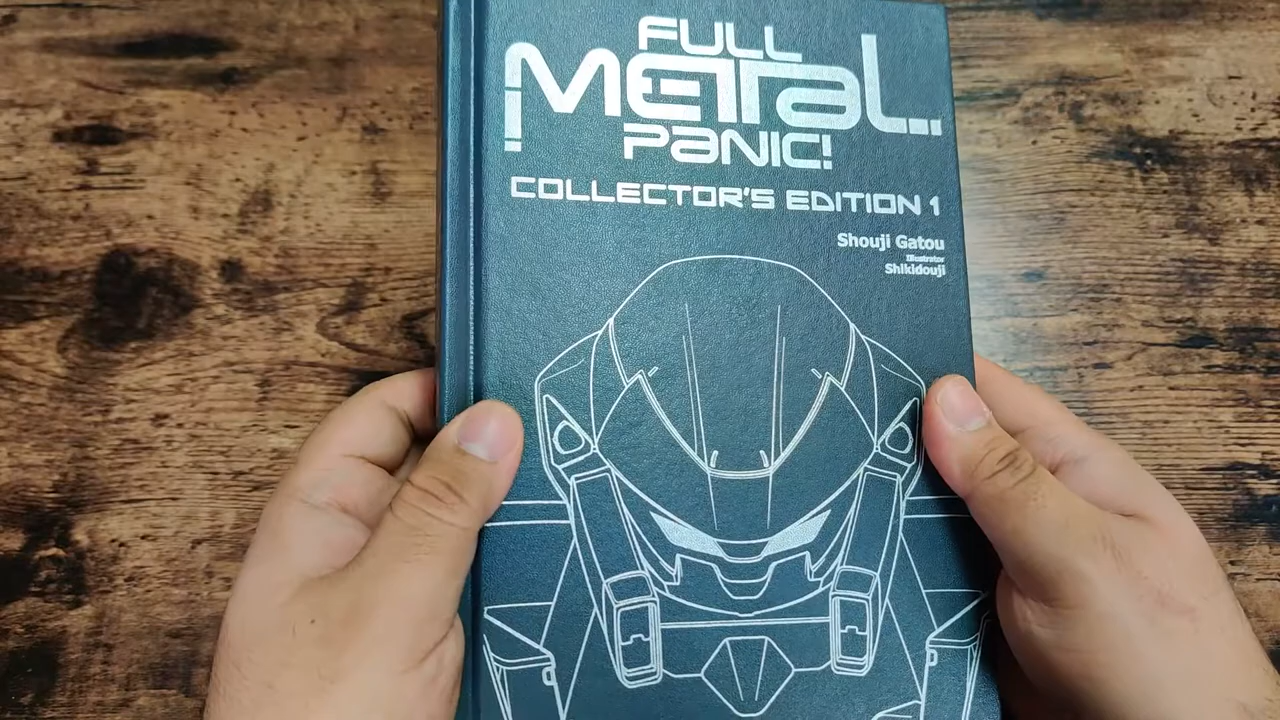 FULL
METAL
PANIC!
COLLECTOR'S EDITION 1
Shouji Gatou
Illustrator
Shikidouji